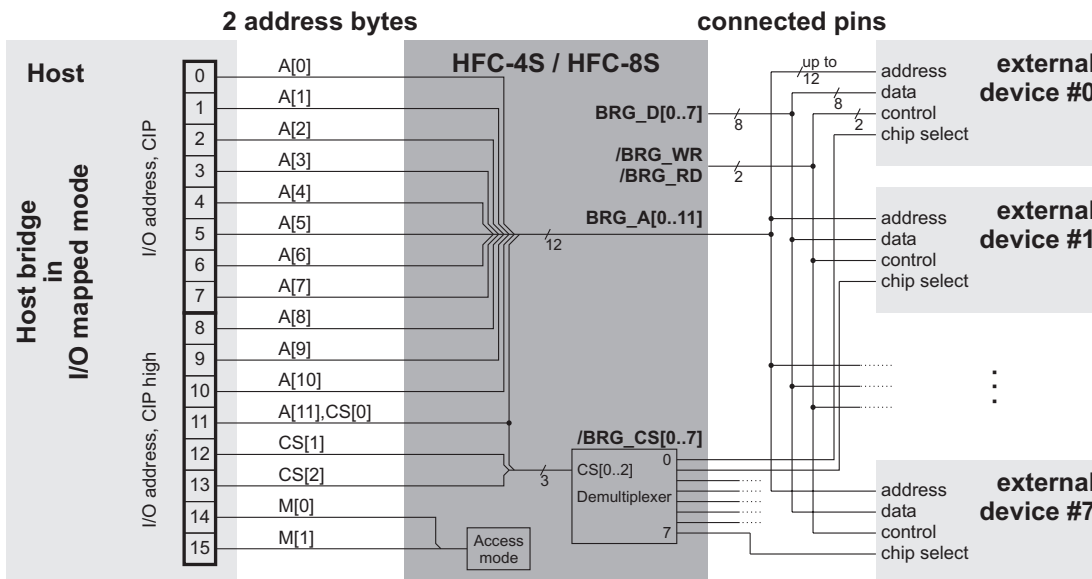 2 address bytes
connected pins
Host
Host bridge
in
I/O mapped mode
I/O address, CIP
I/O address, CIP high
0
1
2
3
4
5
6
7
8
9
10
11
12
13
14
15
A[0]
A[1]
A[2]
A[3]
A[4]
A[5]
A[6]
A[7]
A[8]
A[9]
A[10]
A[11],CS[0]
CS[1]
CS[2]
M[0]
M[1]
HFC-4S / HFC-8S
BRG_D[0..7]
8
/BRG_WR
/BRG_RD
2
BRG_A[0..11]
12
/BRG_CS[0..7]
3
CS[0..2]
0
Demultiplexer
7
Access
mode
up to
12
8
2
address
data
control
chip select
external
device #0
address
data
control
chip select
external
device #1
address
data
control
chip select
external
device #7